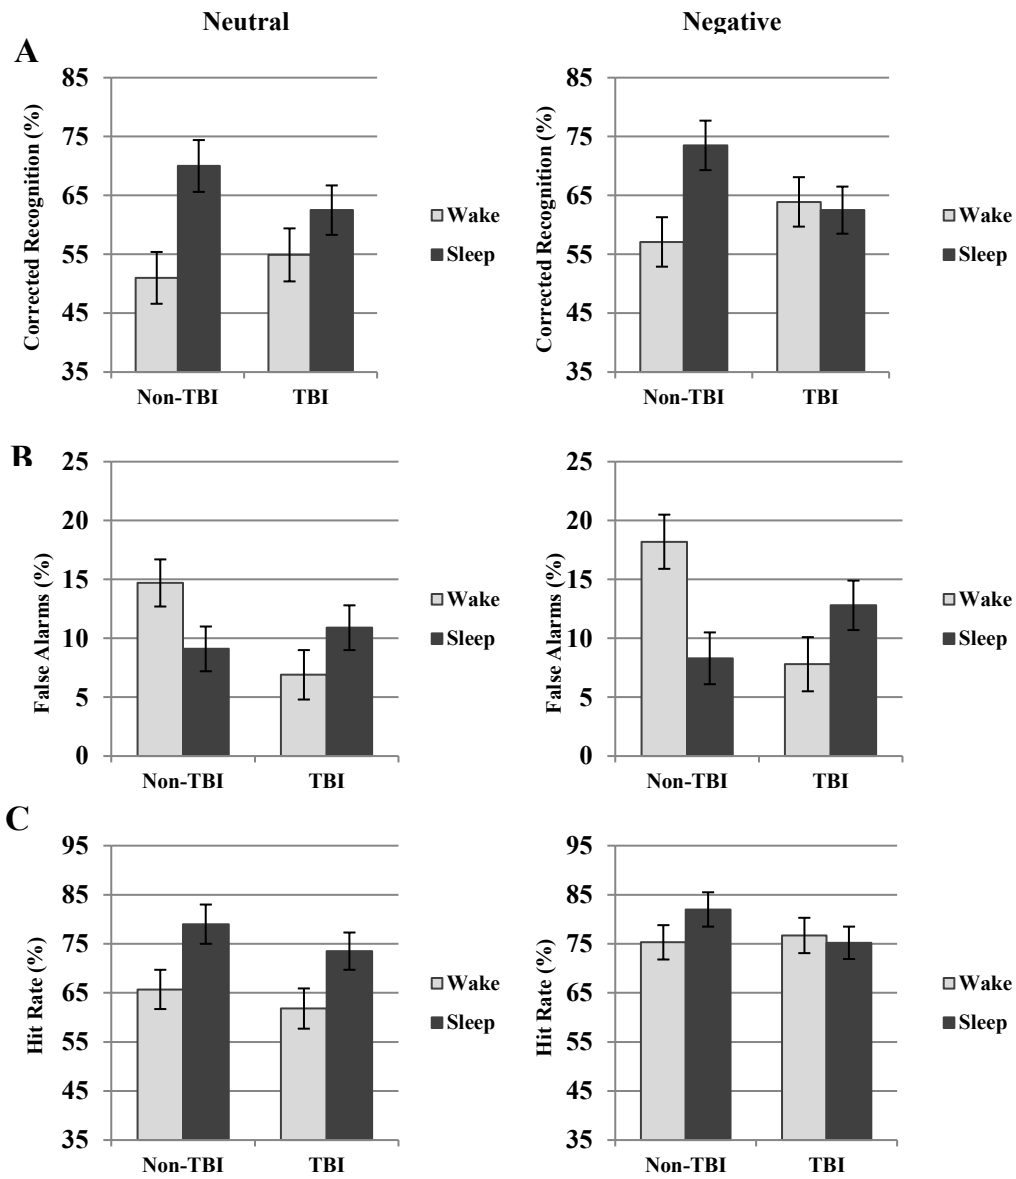 Neutral
Negative
A
Corrected Recognition (%)
85
75
65
55
45
35
Non-TBI
TBI
Wake
Sleep
Corrected Recognition (%)
85
75
65
55
45
35
Non-TBI
TBI
Wake
Sleep
B
False Alarms (%)
25
20
15
10
5
0
Non-TBI
TBI
Wake
Sleep
False Alarms (%)
25
20
15
10
5
0
Non-TBI
TBI
Wake
Sleep
C
Hit Rate (%)
95
85
75
65
55
45
35
Non-TBI
TBI
Wake
Sleep
Hit Rate (%)
95
85
75
65
55
45
35
Non-TBI
TBI
Wake
Sleep